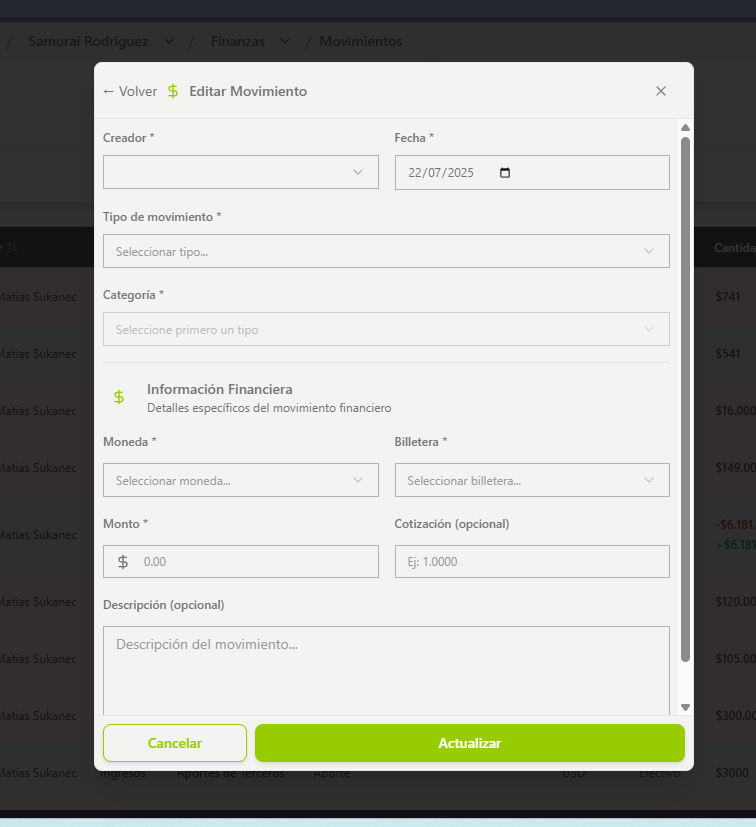 / Samurai Rodriguez / Finanzas / Movimientos
← Volver $ Editar Movimiento
Creador * Fecha *
22/07/2025
Tipo de movimiento *
Seleccionar tipo...
Categoría *
Seleccione primero un tipo
$ Información Financiera
Detalles específicos del movimiento financiero
Moneda * Billetera *
Seleccionar moneda... Seleccionar billetera...
Monto * Cotización (opcional)
$ 0.00 Ej: 1.0000
Descripción (opcional)
Descripción del movimiento...
Cancelar Actualizar
Cantida
Matias Sukanec $741
Matias Sukanec $541
Matias Sukanec $16.000
Matias Sukanec $149.00
Matias Sukanec -$6.181.
+$6.181
Matias Sukanec $120.00
Matias Sukanec $105.00
Matias Sukanec $300.00
Matias Sukanec Ingresos Aportes de Terceros Aporte USD Efectivo $3000